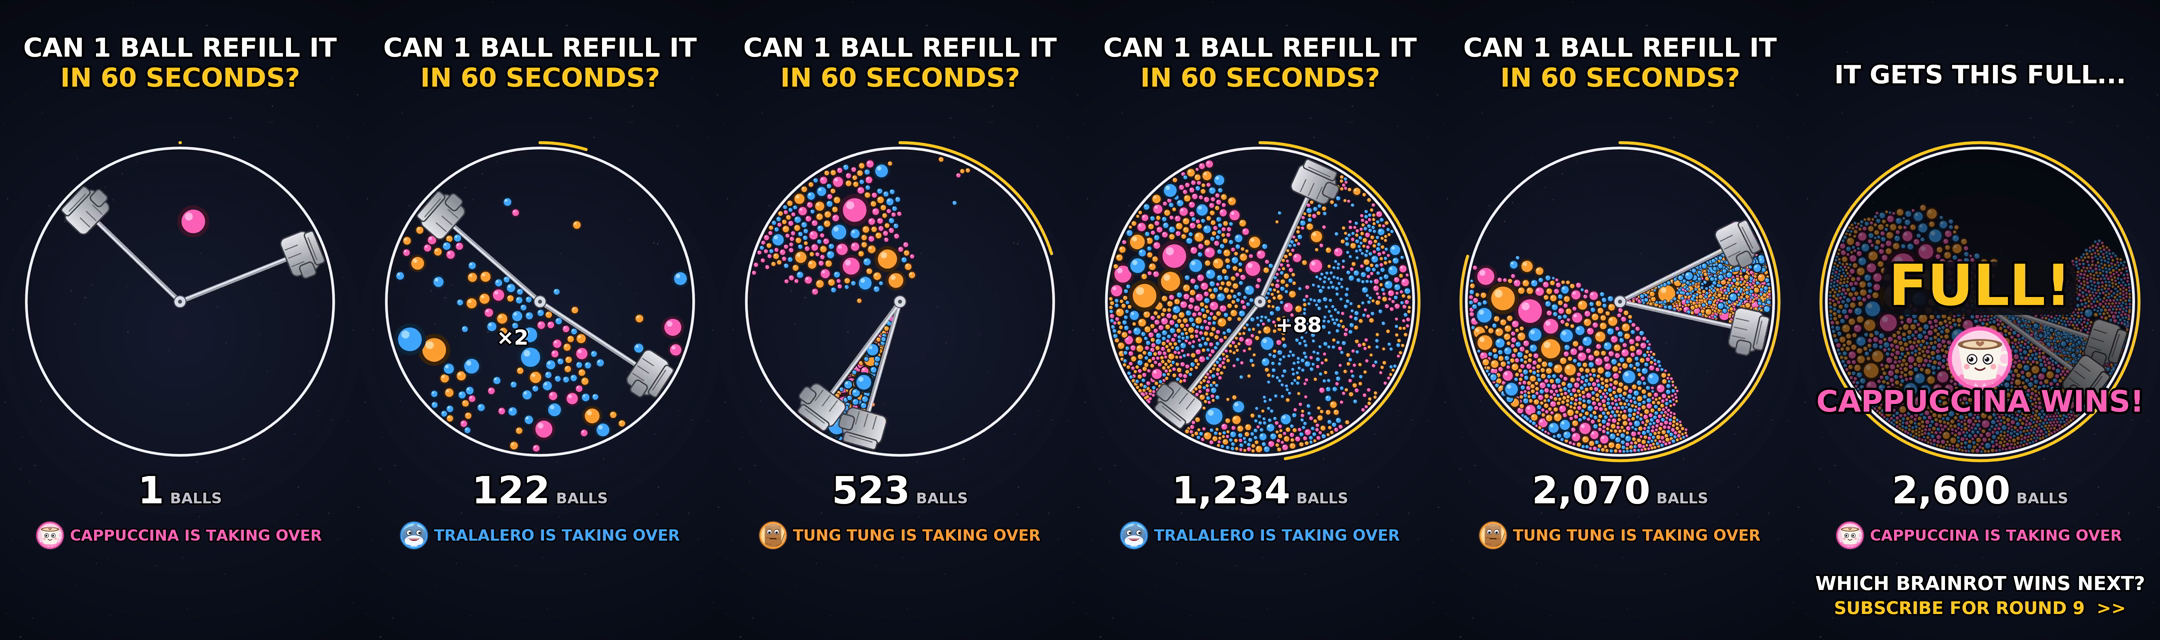 CAN 1 BALL REFILL IT
IN 60 SECONDS?
1 BALLS
CAPPUCCINA IS TAKING OVER
CAN 1 BALL REFILL IT
IN 60 SECONDS?
×2
122 BALLS
TRALALERO IS TAKING OVER
CAN 1 BALL REFILL IT
IN 60 SECONDS?
523 BALLS
TUNG TUNG IS TAKING OVER
CAN 1 BALL REFILL IT
IN 60 SECONDS?
+88
1,234 BALLS
TRALALERO IS TAKING OVER
CAN 1 BALL REFILL IT
IN 60 SECONDS?
2,070 BALLS
TUNG TUNG IS TAKING OVER
IT GETS THIS FULL...
FULL!
CAPPUCCINA WINS!
2,600 BALLS
CAPPUCCINA IS TAKING OVER
WHICH BRAINROT WINS NEXT?
SUBSCRIBE FOR ROUND 9 >>